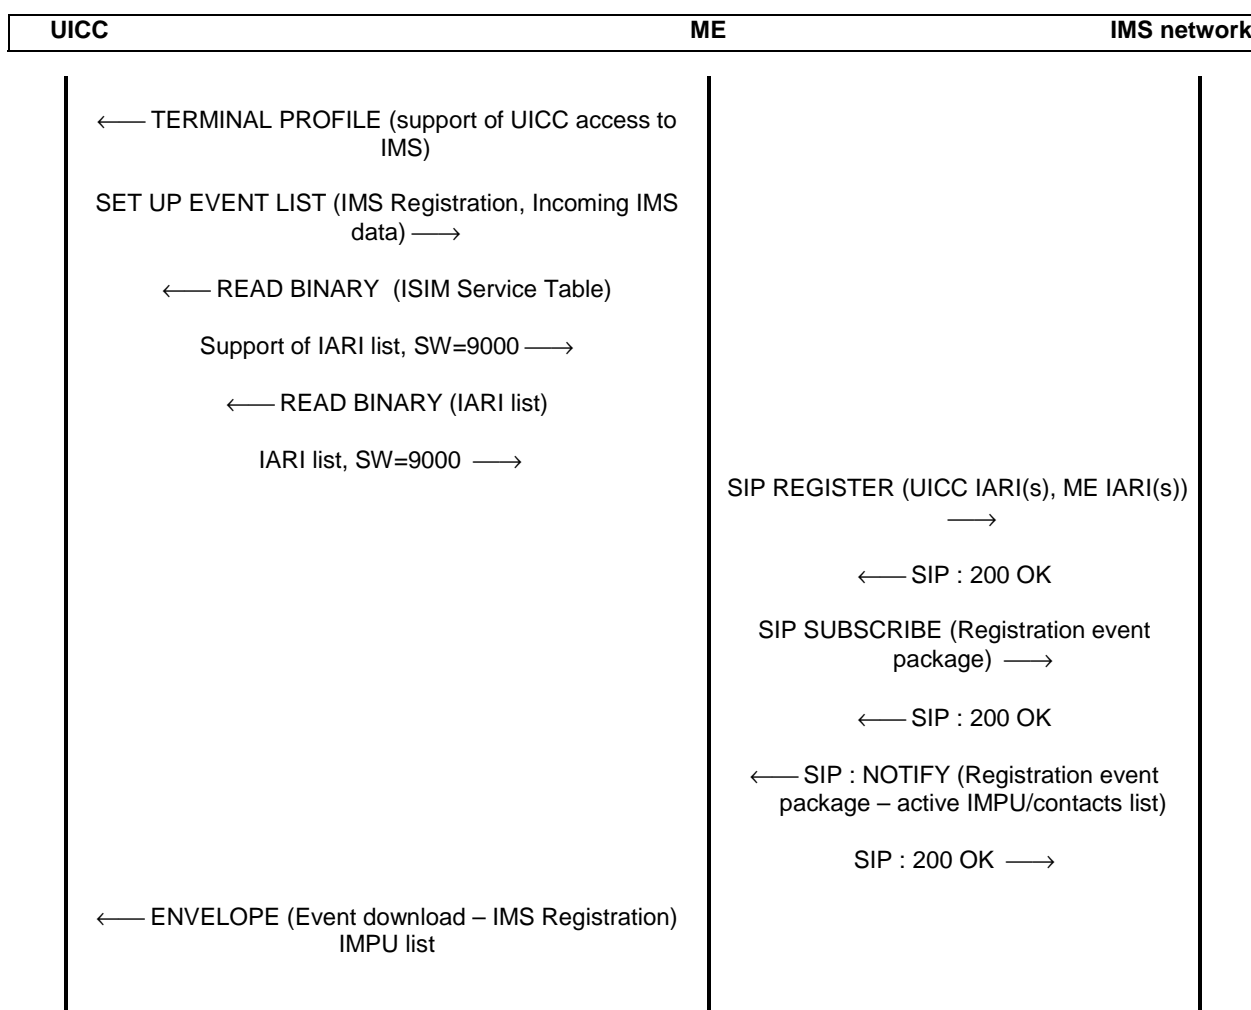 UICC ME IMS network
⟵ TERMINAL PROFILE (support of UICC access to
IMS)
SET UP EVENT LIST (IMS Registration, Incoming IMS
data) ⟶
⟵ READ BINARY (ISIM Service Table)
Support of IARI list, SW=9000 ⟶
⟵ READ BINARY (IARI list)
IARI list, SW=9000 ⟶
SIP REGISTER (UICC IARI(s), ME IARI(s))
⟶
⟵ SIP : 200 OK
SIP SUBSCRIBE (Registration event
package) ⟶
⟵ SIP : 200 OK
⟵ SIP : NOTIFY (Registration event
package – active IMPU/contacts list)
SIP : 200 OK ⟶
⟵ ENVELOPE (Event download – IMS Registration)
IMPU list